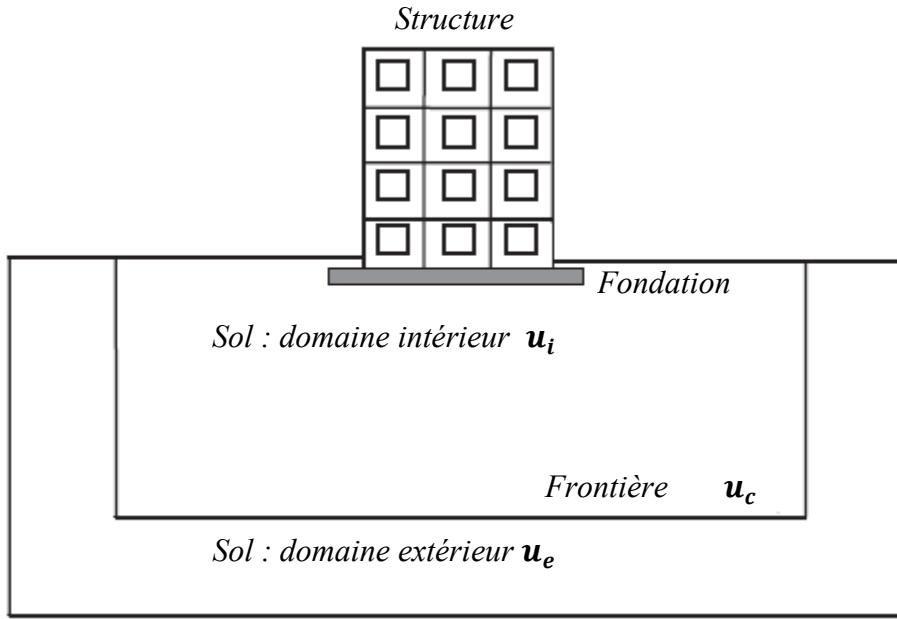 Structure
Fondation
Sol : domaine intérieur u_i
Frontière u_c
Sol : domaine extérieur u_e